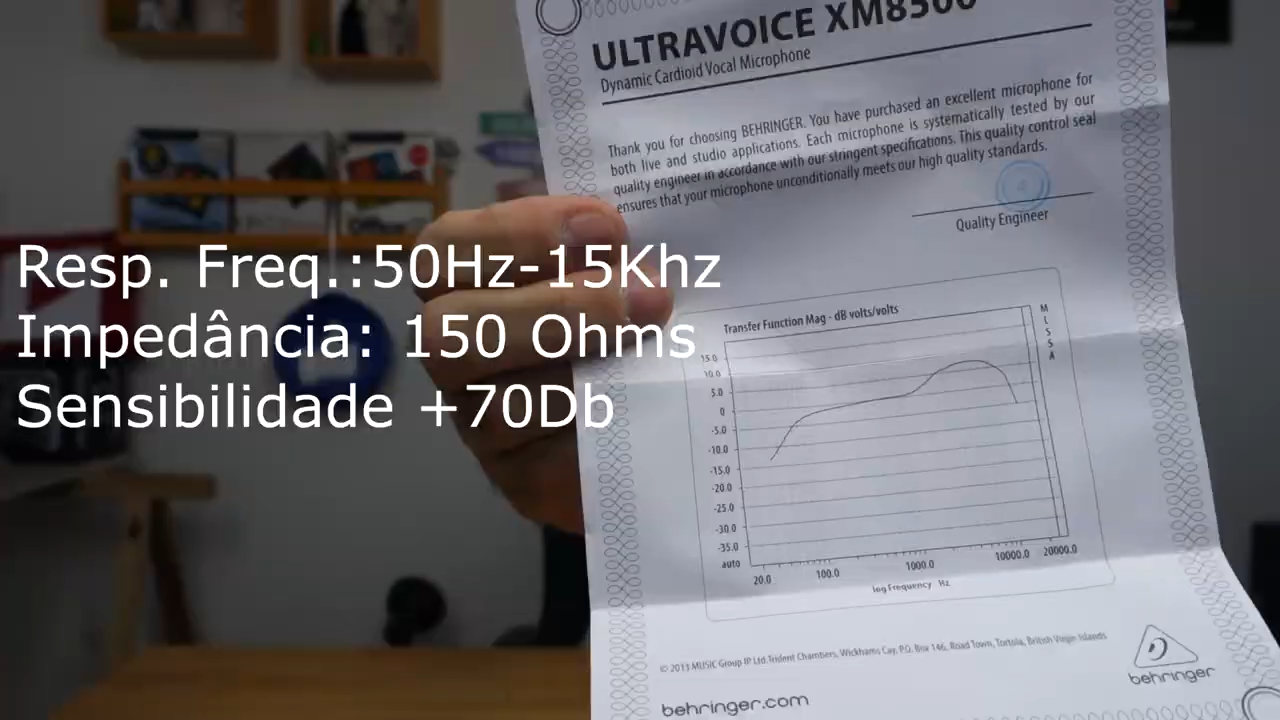 ULTRAVOICE XM8500
Dynamic Cardioid Vocal Microphone
Thank you for choosing BEHRINGER. You have purchased an excellent microphone for
both live and studio applications. Each microphone is systematically tested by our
quality engineer in accordance with our stringent specifications. This quality control seal
ensures that your microphone unconditionally meets our high quality standards.
Quality Engineer
Resp. Freq.:50Hz-15Khz
Impedância: 150 Ohms
Sensibilidade +70Db
Transfer Function Mag - dB volts/volts
MLSSA
15.0
10.0
5.0
0
-5.0
-10.0
-15.0
-20.0
-25.0
-30.0
-35.0
auto
20.0 100.0 1000.0 10000.0 20000.0
log Frequency Hz
© 2013 MUSIC Group IP Ltd.Trident Chambers, Wickhams Cay, P.O. Box 146, Road Town, Tortola, British Virgin Islands
behringer
behringer.com